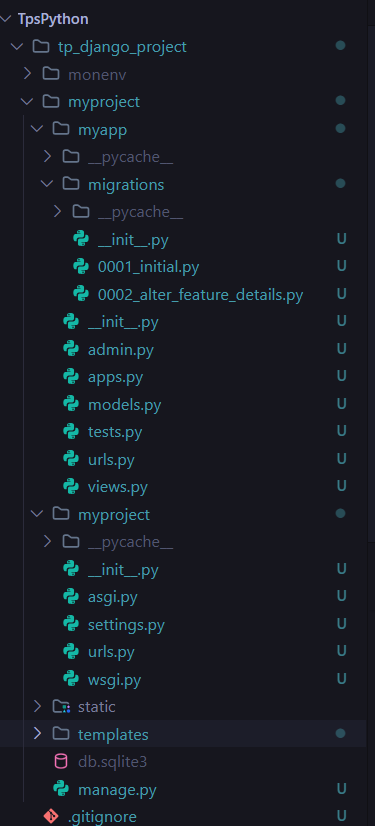 TpsPython
tp_django_project
monenv
myproject
myapp
__pycache__
migrations
__pycache__
__init__.py U
0001_initial.py U
0002_alter_feature_details.py U
__init__.py U
admin.py U
apps.py U
models.py U
tests.py U
urls.py U
views.py U
myproject
__pycache__
__init__.py U
asgi.py U
settings.py U
urls.py U
wsgi.py U
static
templates
db.sqlite3
manage.py U
.gitignore U